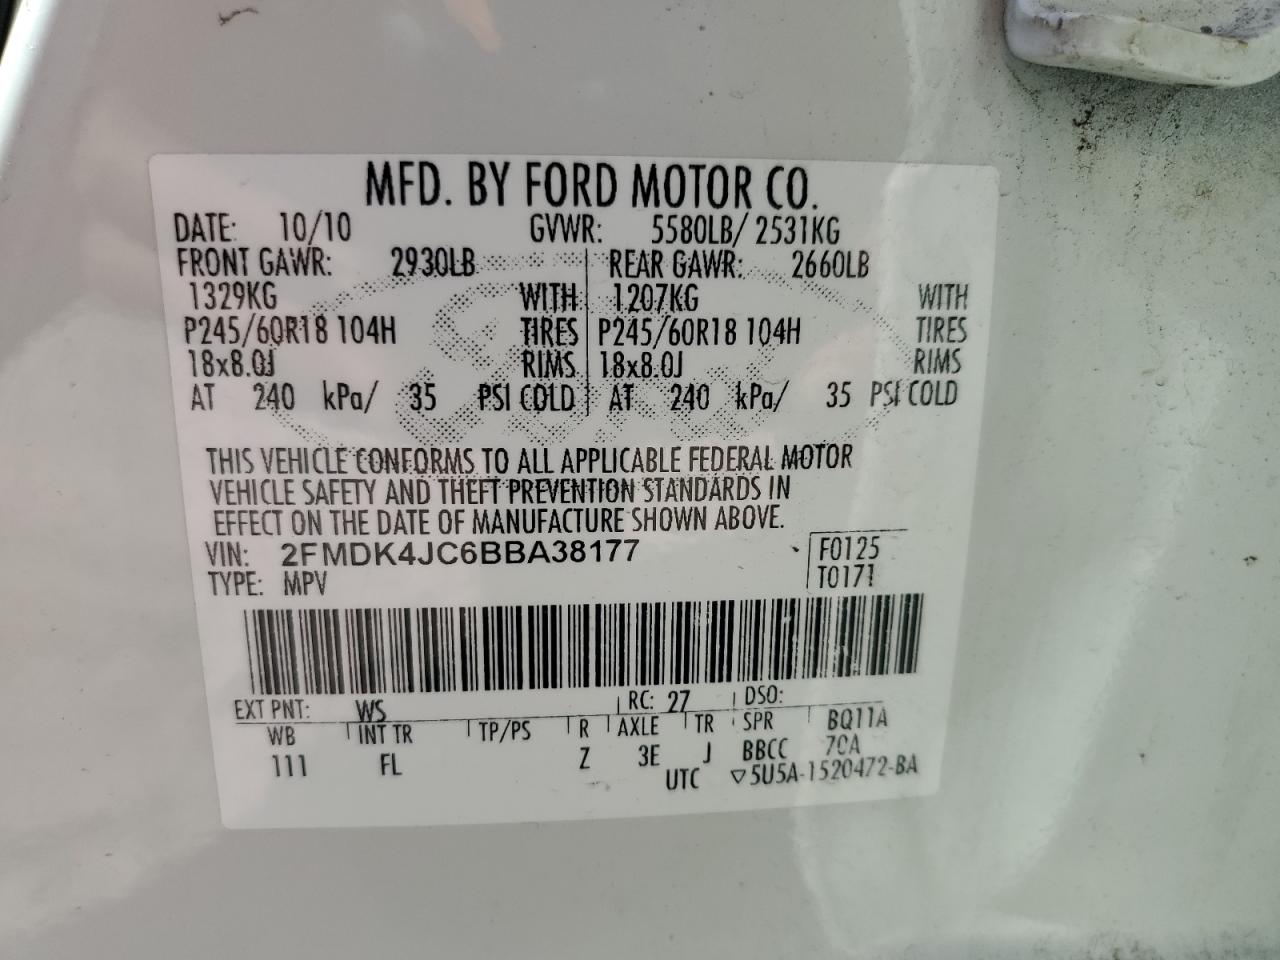 MFD. BY FORD MOTOR CO.
DATE: 10/10 GVWR: 5580LB/ 2531KG
FRONT GAWR: 2930LB REAR GAWR: 2660LB
1329KG WITH 1207KG WITH
P245/60R18 104H TIRES P245/60R18 104H TIRES
18x8.0J RIMS 18x8.0J RIMS
AT 240 kPa/ 35 PSI COLD AT 240 kPa/ 35 PSI COLD
THIS VEHICLE CONFORMS TO ALL APPLICABLE FEDERAL MOTOR
VEHICLE SAFETY AND THEFT PREVENTION STANDARDS IN
EFFECT ON THE DATE OF MANUFACTURE SHOWN ABOVE.
VIN: 2FMDK4JC6BBA38177 F0125
TYPE: MPV T0171
EXT PNT: WS RC: 27 DSO:
WB INT TR TP/PS R AXLE TR SPR BQ11A
111 FL Z 3E J BBCC 7CA
UTC ▽5U5A-1520472-BA